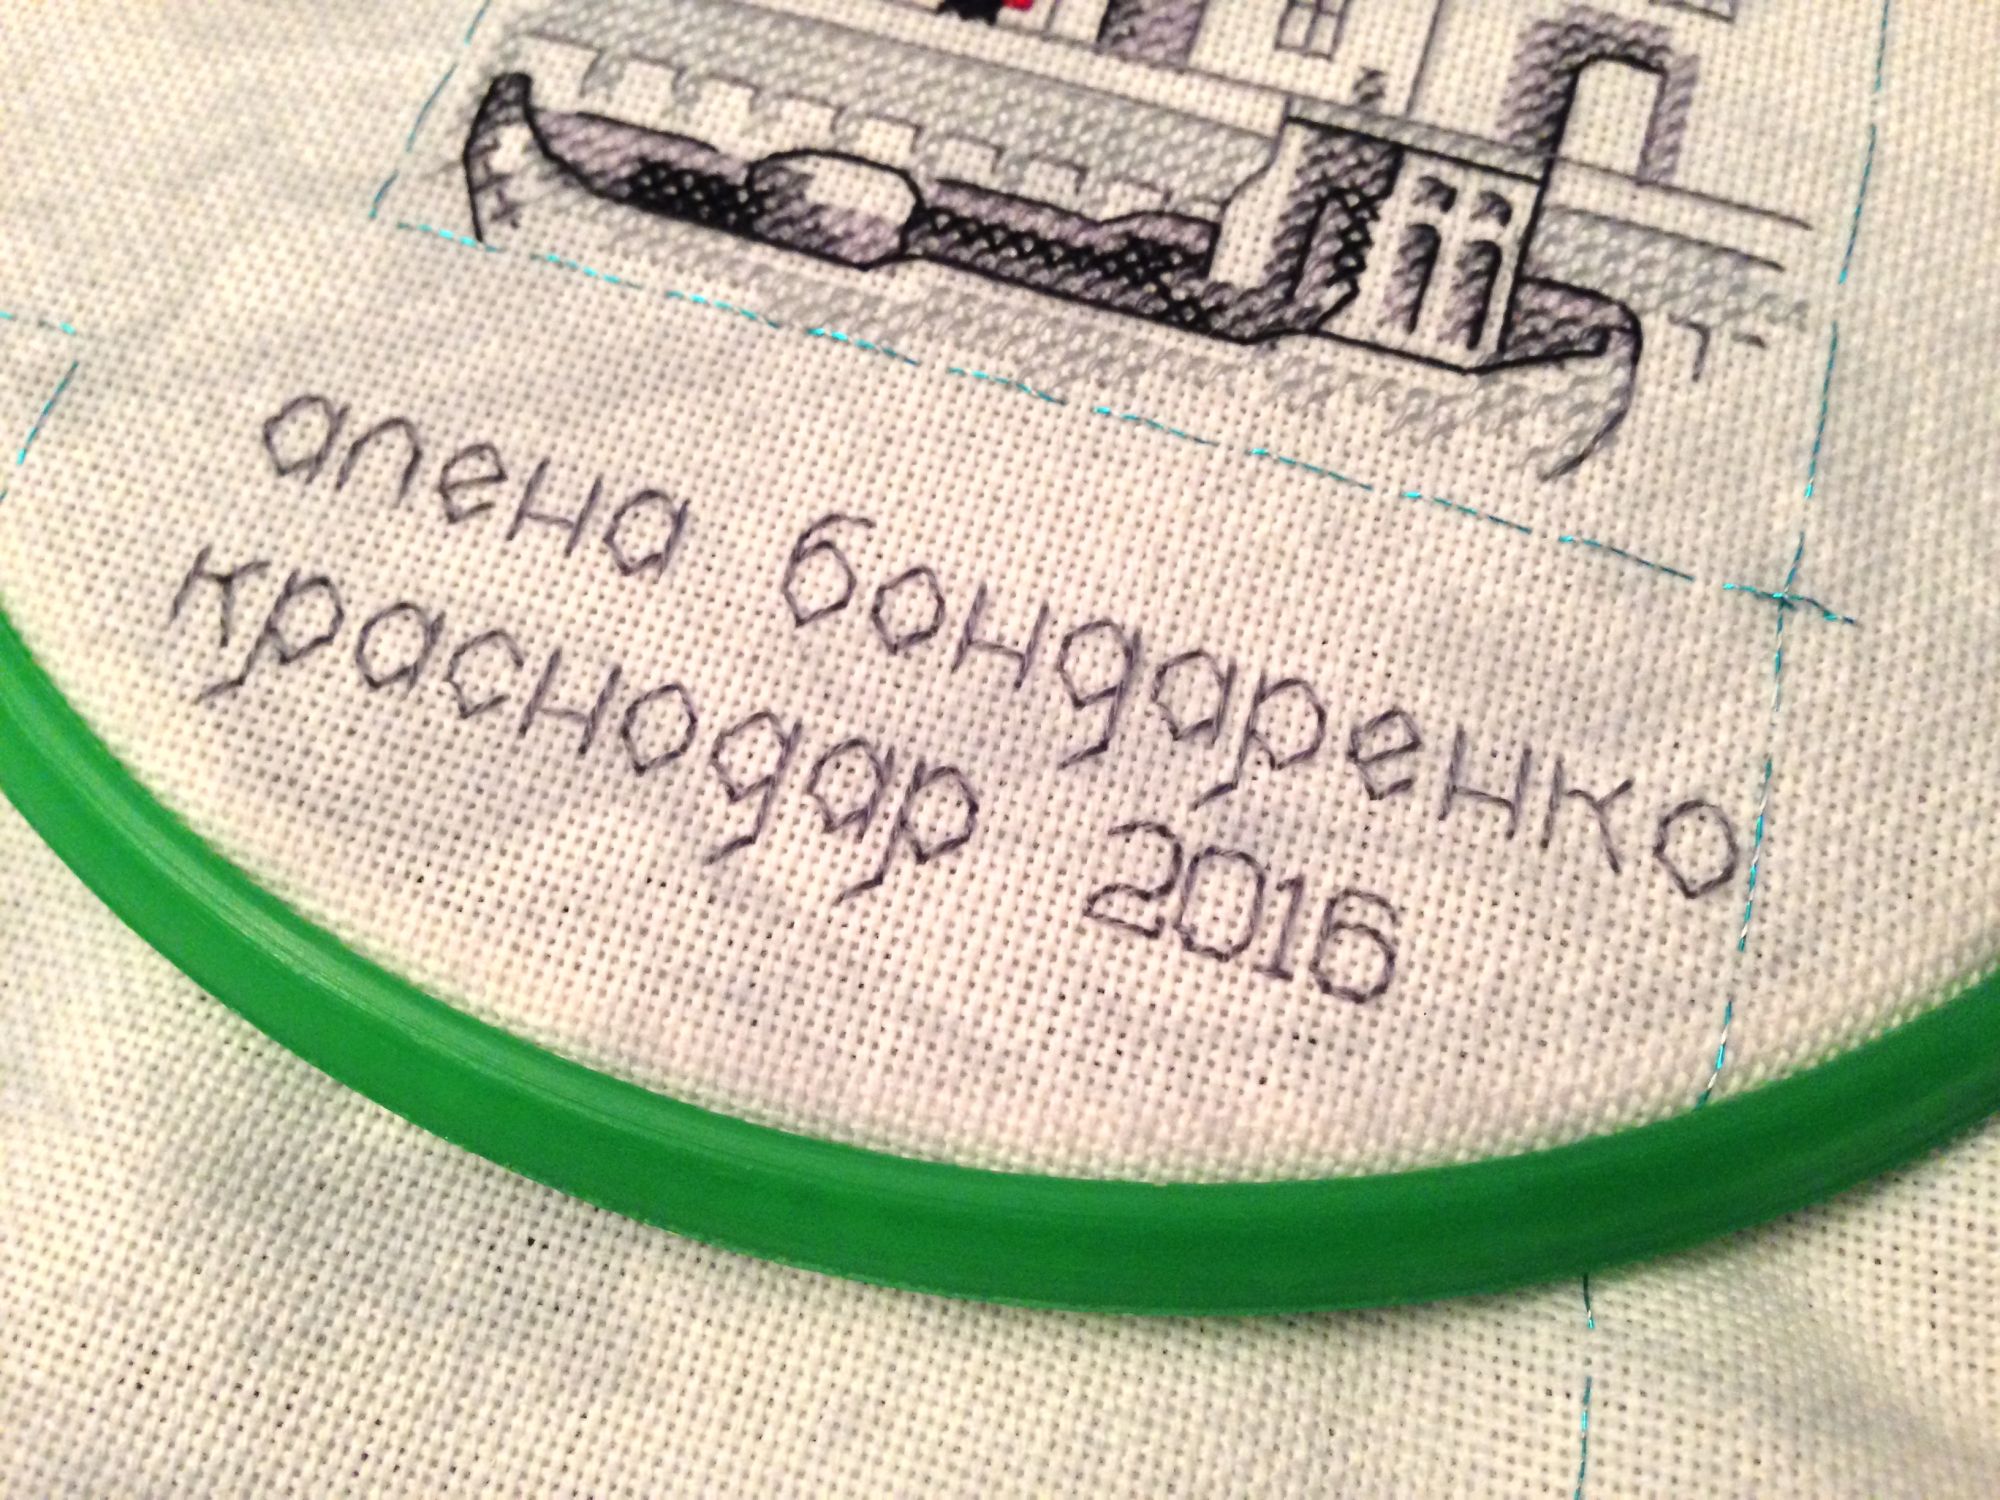 алена бондаренко
краснодар 2016